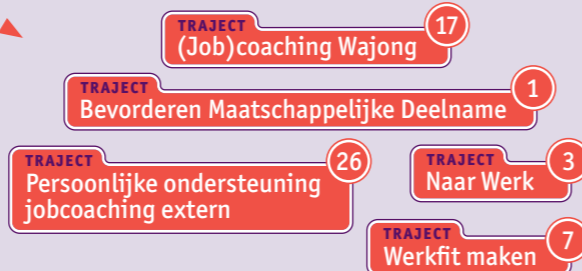 TRAJECT
(Job)coaching Wajong
17
TRAJECT
Bevorderen Maatschappelijke Deelname
1
TRAJECT
Persoonlijke ondersteuning
jobcoaching extern
26
TRAJECT
Naar Werk
3
TRAJECT
Werkfit maken
7